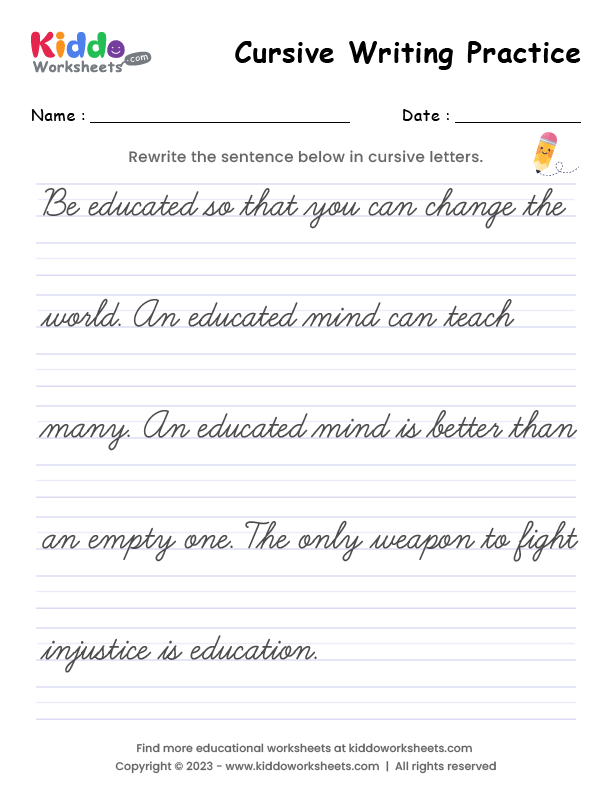 Kiddo
Worksheets .com
Cursive Writing Practice
Name : Date :
Rewrite the sentence below in cursive letters.
Be educated so that you can change the
world. An educated mind can teach
many. An educated mind is better than
an empty one. The only weapon to fight
injustice is education.
Find more educational worksheets at kiddoworksheets.com
Copyright © 2023 - www.kiddoworksheets.com | All rights reserved